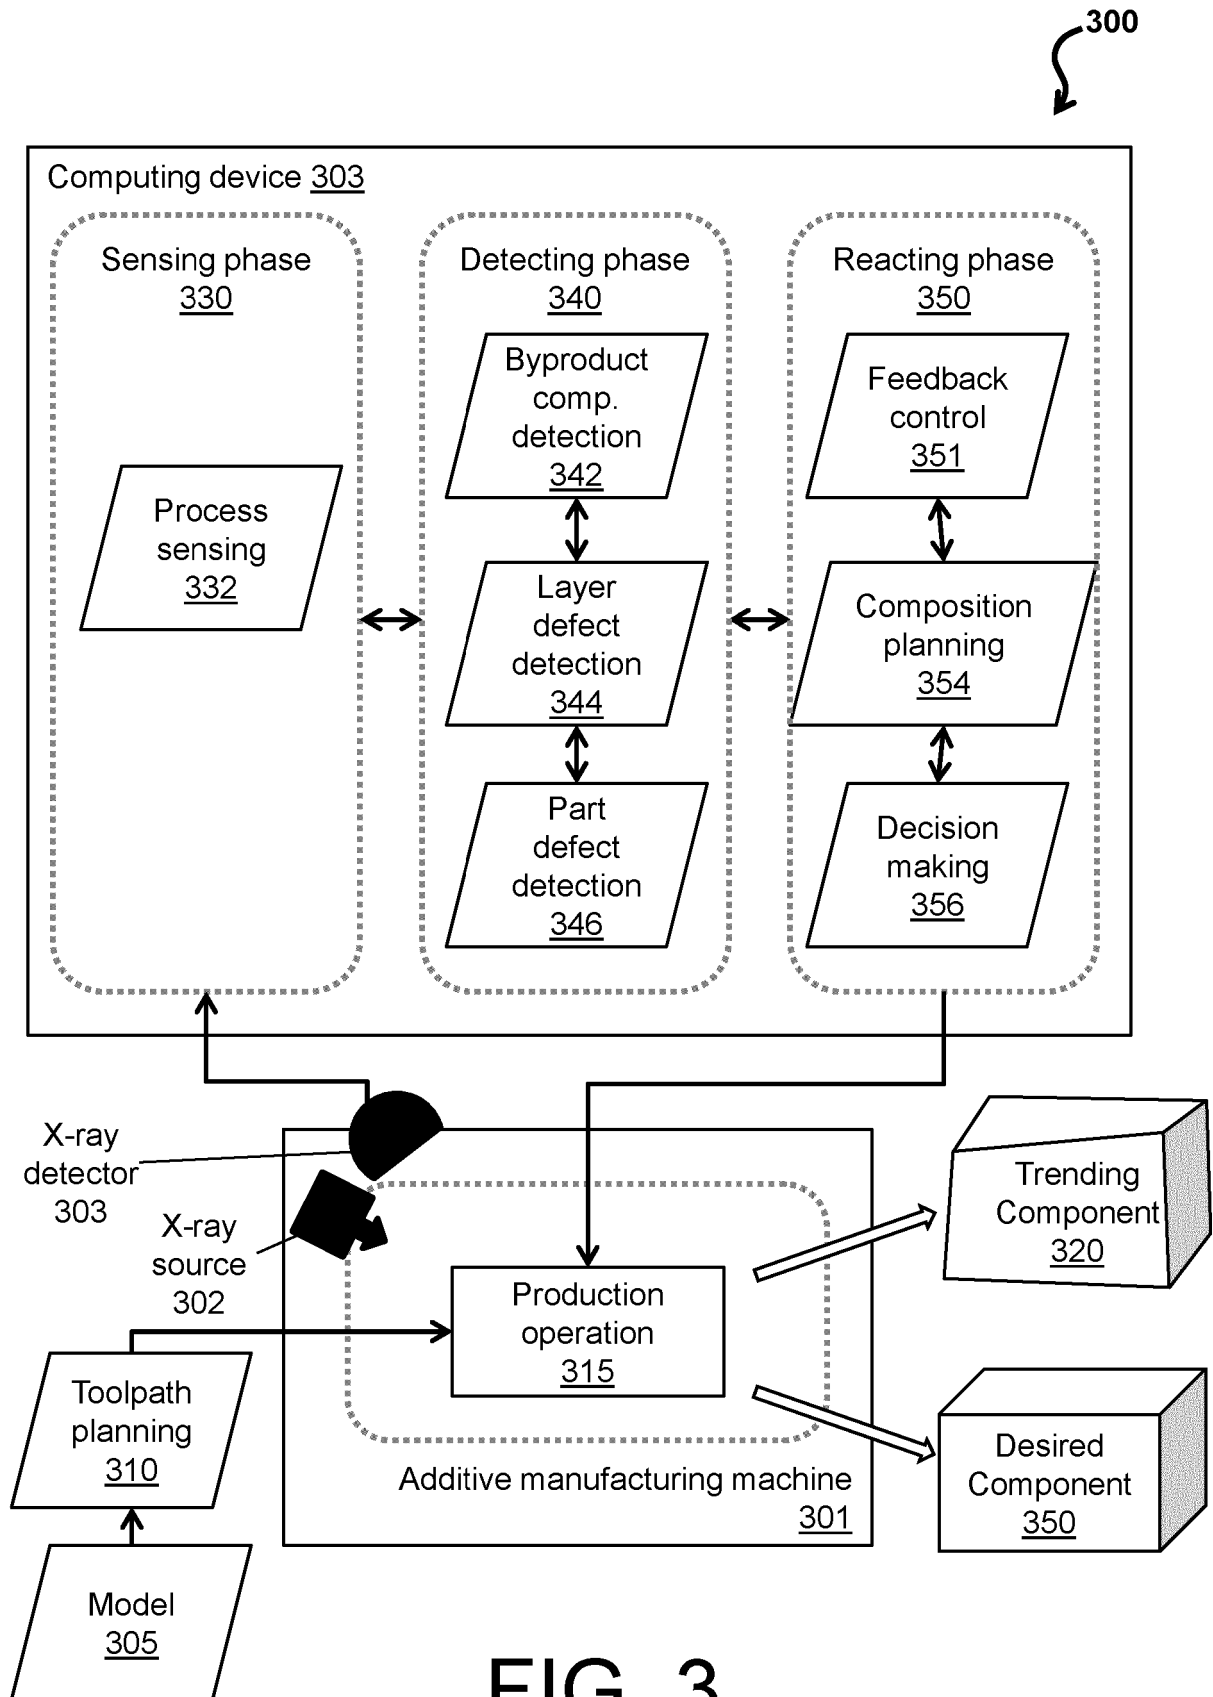 300
Computing device 303
Sensing phase
330
Detecting phase
340
Reacting phase
350
Byproduct
comp.
detection
342
Feedback
control
351
Process
sensing
332
Layer
defect
detection
344
Composition
planning
354
Part
defect
detection
346
Decision
making
356
X-ray
detector
303
X-ray
source
302
Trending
Component
320
Production
operation
315
Toolpath
planning
310
Desired
Component
350
Additive manufacturing machine
301
Model
305
FIG. 3